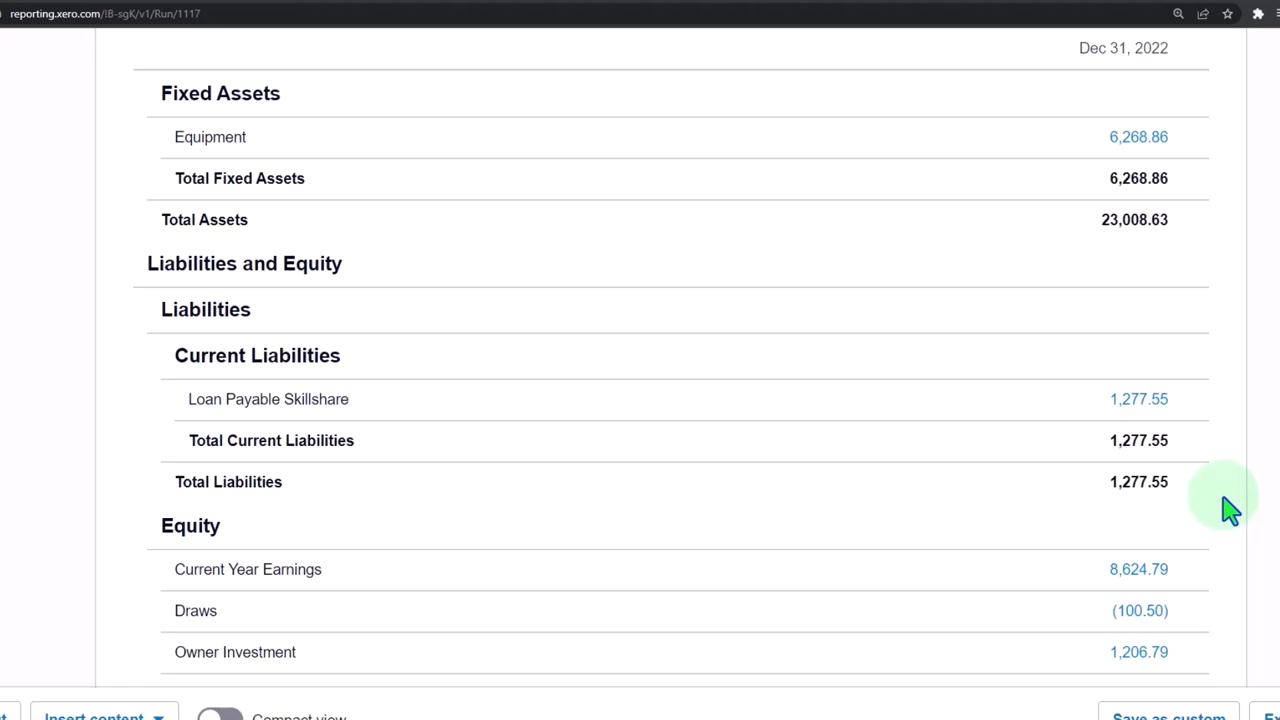 reporting.xero.com/!B-sgK/v1/Run/1117
Dec 31, 2022
Fixed Assets
Equipment 6,268.86
Total Fixed Assets 6,268.86
Total Assets 23,008.63
Liabilities and Equity
Liabilities
Current Liabilities
Loan Payable Skillshare 1,277.55
Total Current Liabilities 1,277.55
Total Liabilities 1,277.55
Equity
Current Year Earnings 8,624.79
Draws (100.50)
Owner Investment 1,206.79
Insert content Compact view Save as custom